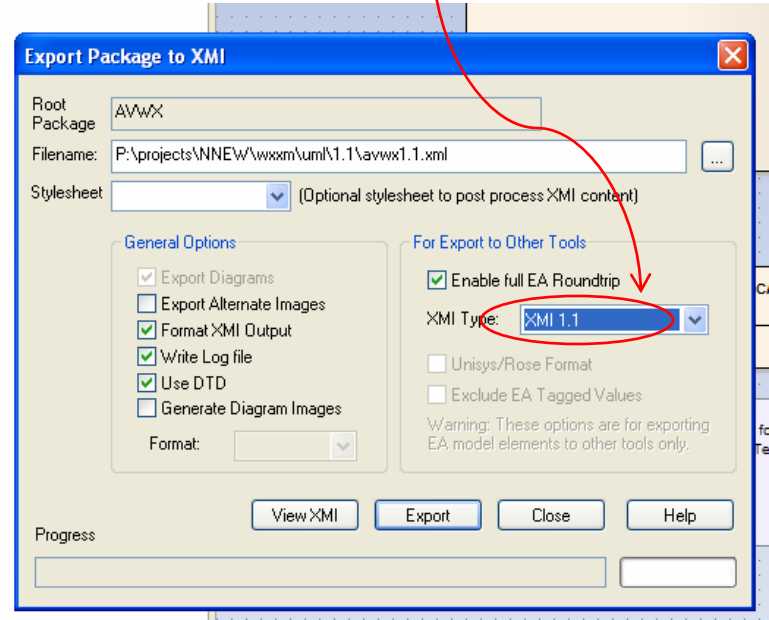 Export Package to XMI
Root
Package
AVWX
Filename:
P:\projects\NNEW\wxxm\uml\1.1\avwx1.1.xml
...
Stylesheet
(Optional stylesheet to post process XMI content)
General Options
Export Diagrams
Export Alternate Images
Format XMI Output
Write Log file
Use DTD
Generate Diagram Images
Format:
For Export to Other Tools
Enable full EA Roundtrip
XMI Type:
XMI 1.1
Unisys/Rose Format
Exclude EA Tagged Values
Warning: These options are for exporting
EA model elements to other tools only.
View XMI
Export
Close
Help
Progress